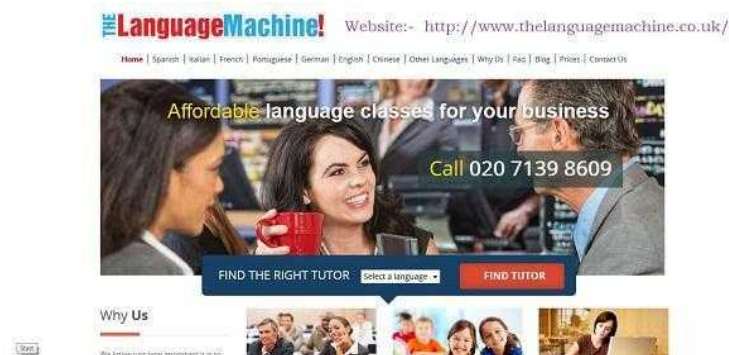 THE LanguageMachine! Website:- http://www.thelanguagemachine.co.uk/
Home | Spanish | Italian | French | Portuguese | German | English | Chinese | Other Languages | Why Us | Faq | Blog | Prices | Contact Us
Affordable language classes for your business
Call 020 7139 8609
FIND THE RIGHT TUTOR Select a language FIND TUTOR
Why Us
Start